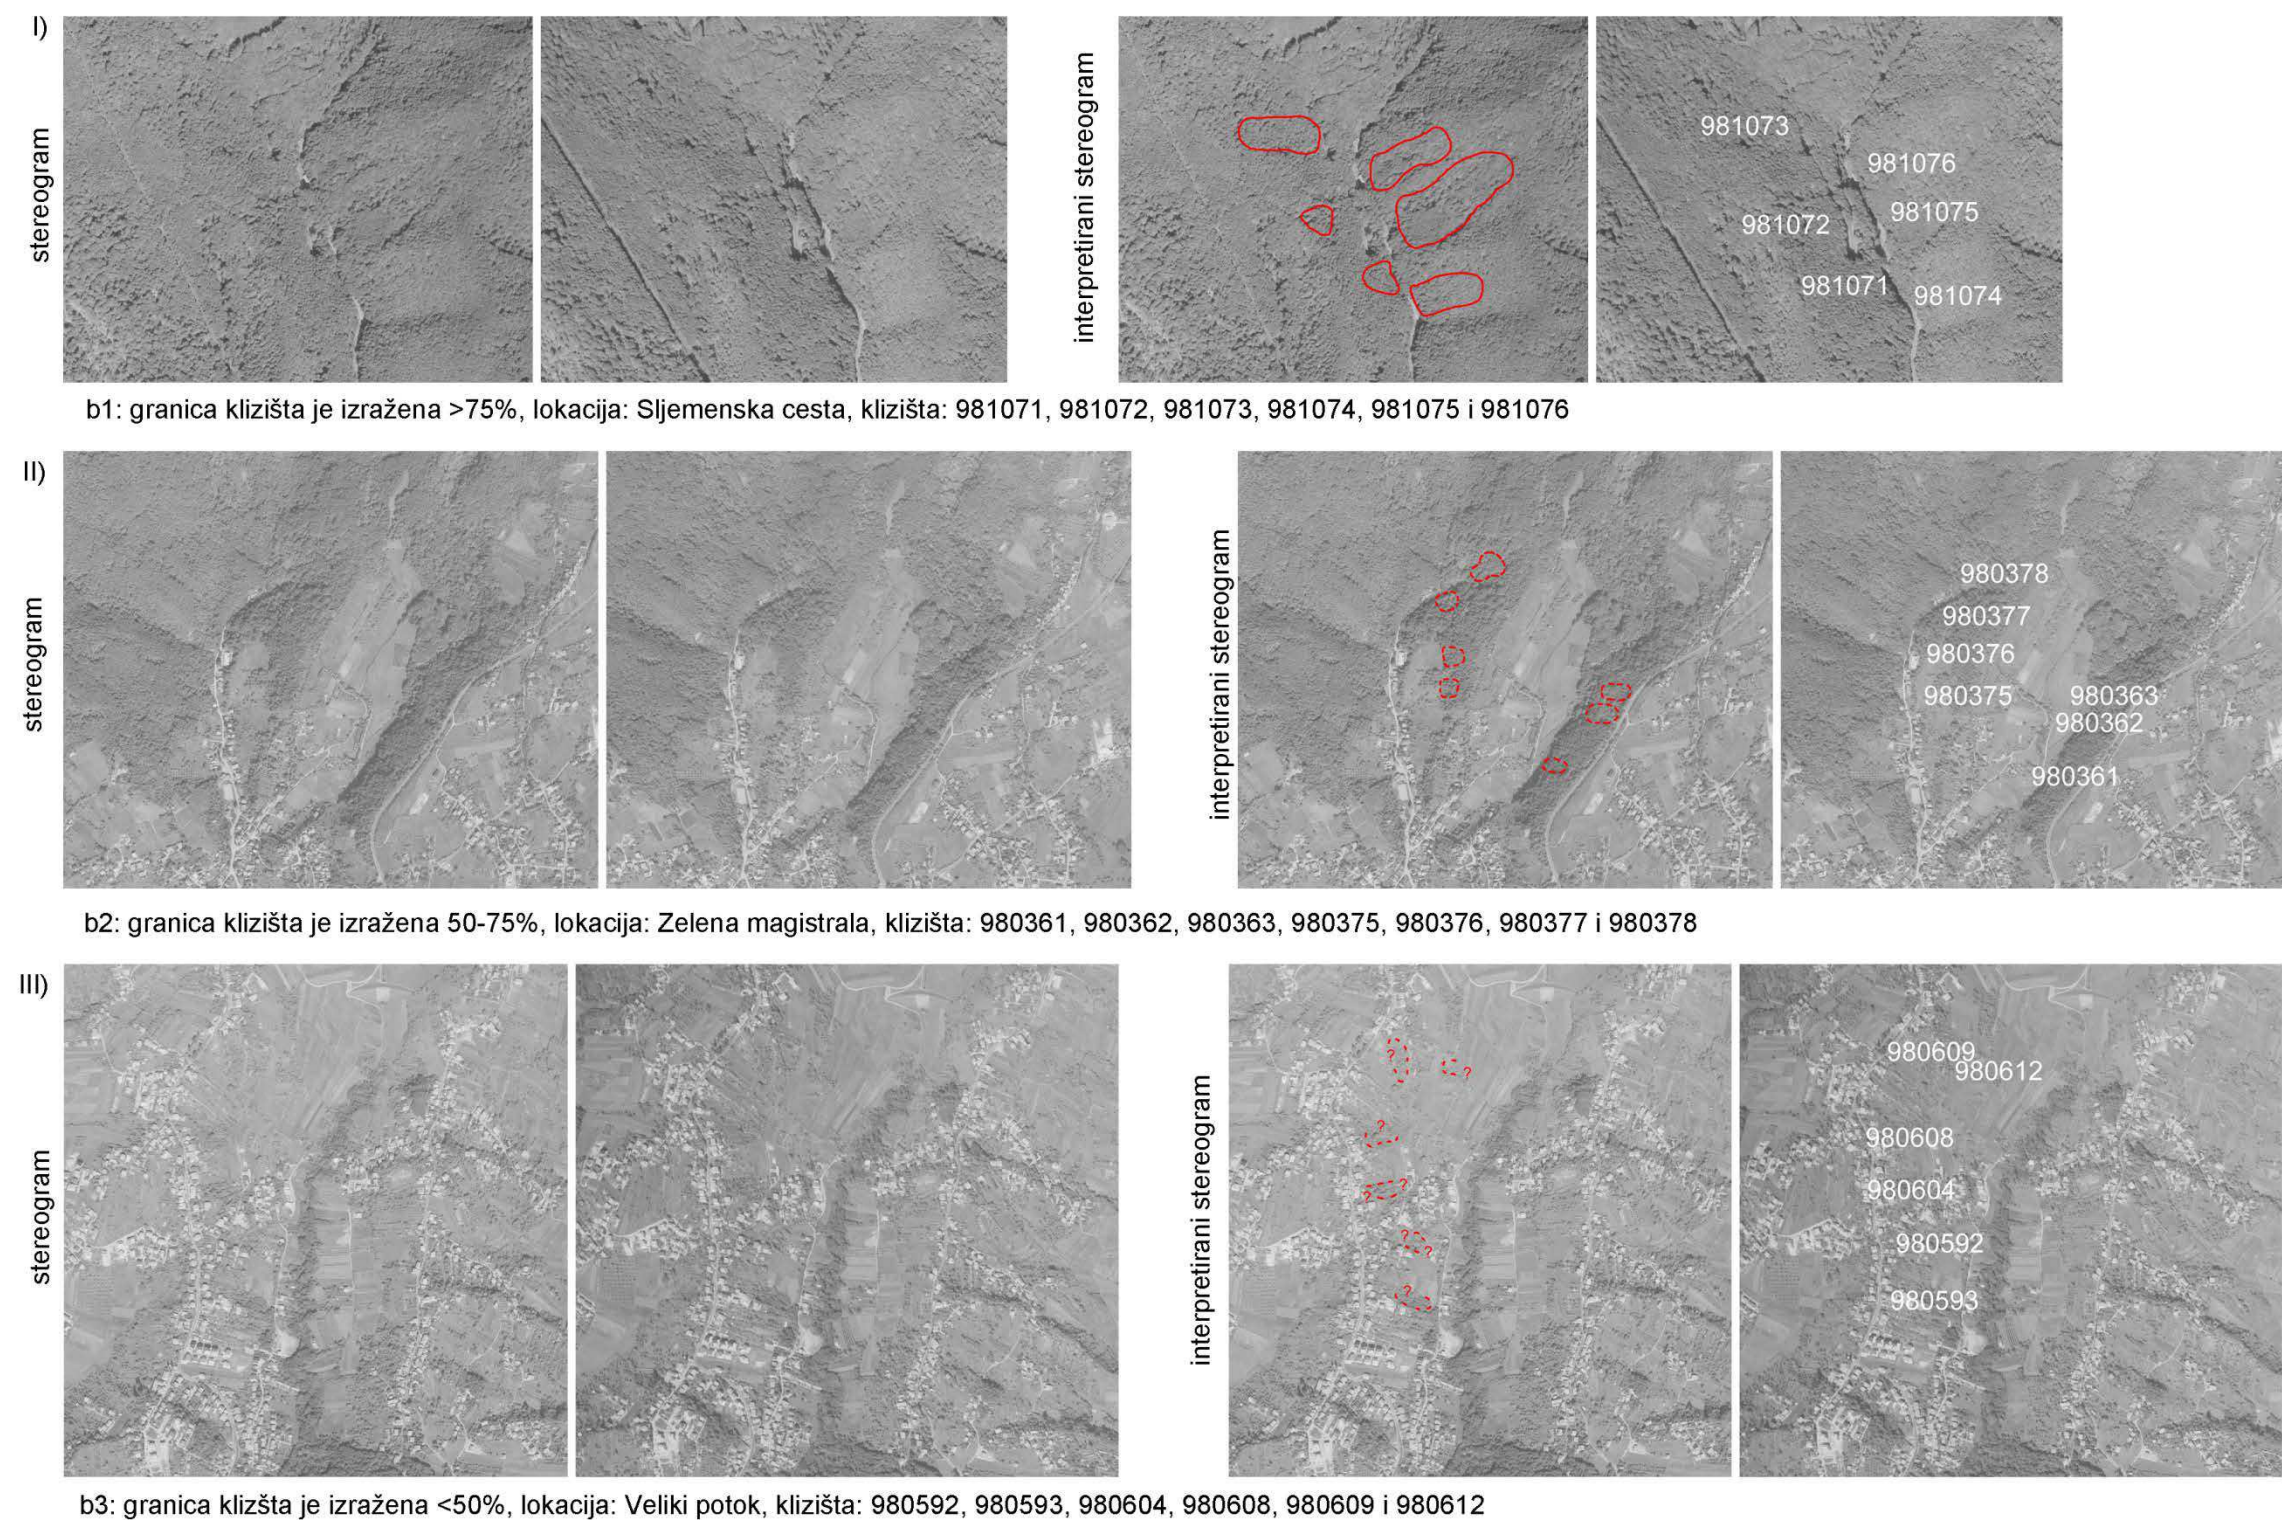 I)
stereogram
interpretirani stereogram
981073
981076
981075
981072
981071
981074
b1: granica klizišta je izražena >75%, lokacija: Sljemenska cesta, klizišta: 981071, 981072, 981073, 981074, 981075 i 981076
II)
stereogram
interpretirani stereogram
980378
980377
980376
980375
980363
980362
980361
b2: granica klizišta je izražena 50-75%, lokacija: Zelena magistrala, klizišta: 980361, 980362, 980363, 980375, 980376, 980377 i 980378
III)
stereogram
interpretirani stereogram
?
?
?
?
?
?
?
?
980609
980612
980608
980604
980592
980593
b3: granica klizšta je izražena <50%, lokacija: Veliki potok, klizišta: 980592, 980593, 980604, 980608, 980609 i 980612